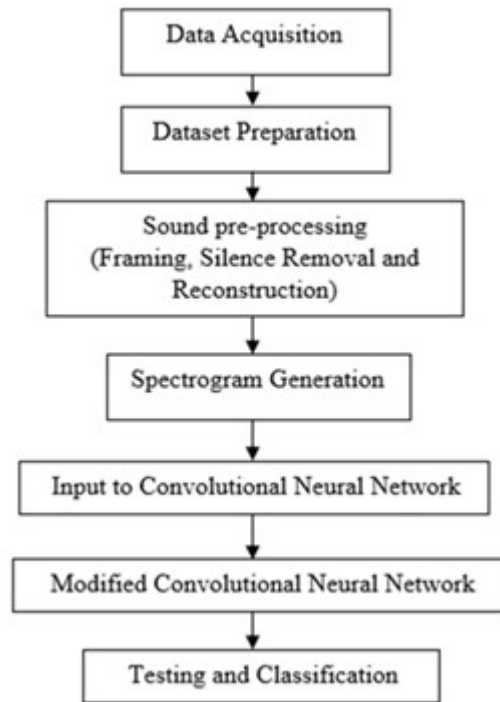 Data Acquisition
Dataset Preparation
Sound pre-processing
(Framing, Silence Removal and
Reconstruction)
Spectrogram Generation
Input to Convolutional Neural Network
Modified Convolutional Neural Network
Testing and Classification